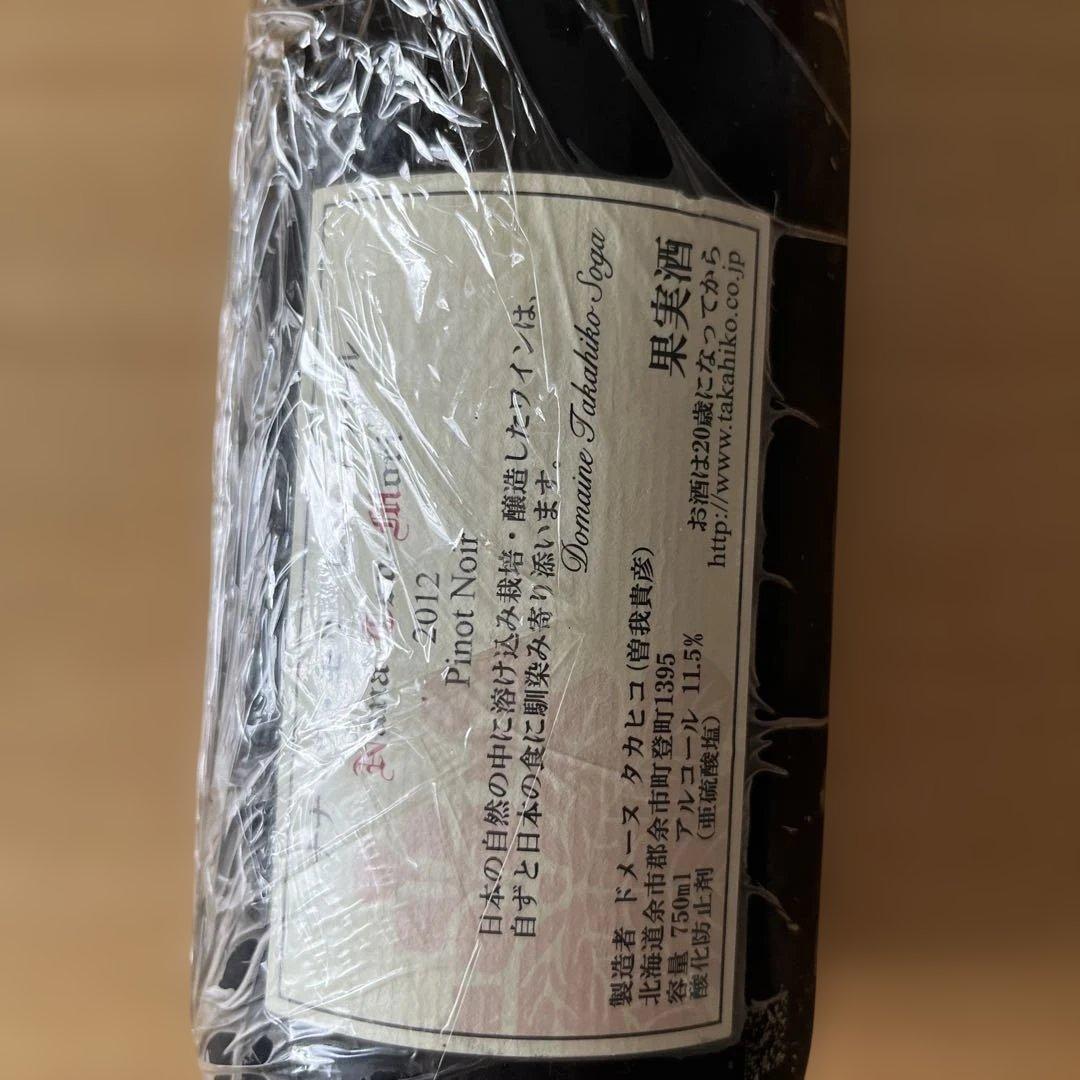 2012
Pinot Noir
日本の自然の中に溶け込み栽培・醸造したワインは、
自ずと日本の食に馴染み寄り添います。
Domaine Takahiko Soga
果実酒
製造者 ドメーヌ タカヒコ(曽我貴彦)
北海道余市郡余市町登町1395
容量 750ml アルコール 11.5%
酸化防止剤(亜硫酸塩)
お酒は20歳になってから
http://www.takahiko.co.jp